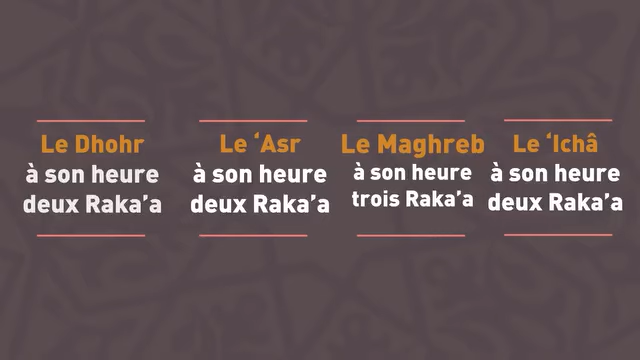 Le Dhohr
à son heure
deux Raka’a
Le ‘Asr
à son heure
deux Raka’a
Le Maghreb
à son heure
trois Raka’a
Le ‘Ichâ
à son heure
deux Raka’a